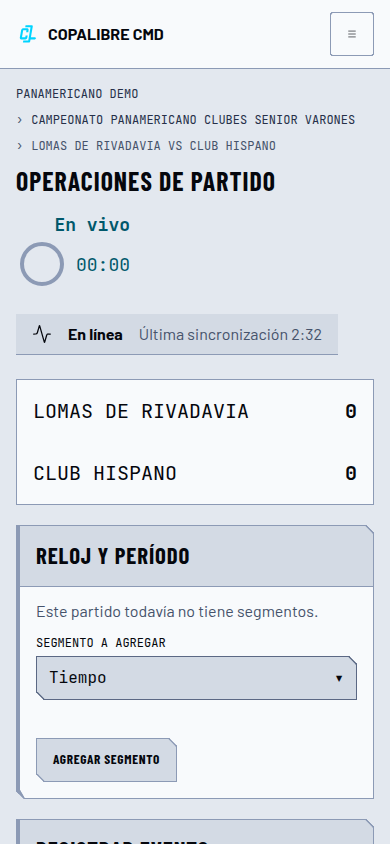 COPALIBRE CMD
PANAMERICANO DEMO
› CAMPEONATO PANAMERICANO CLUBES SENIOR VARONES
› LOMAS DE RIVADAVIA VS CLUB HISPANO
OPERACIONES DE PARTIDO
En vivo
00:00
En línea Última sincronización 2:32
LOMAS DE RIVADAVIA 0
CLUB HISPANO 0
RELOJ Y PERÍODO
Este partido todavía no tiene segmentos.
SEGMENTO A AGREGAR
Tiempo
AGREGAR SEGMENTO
REGISTRAR EVENTO